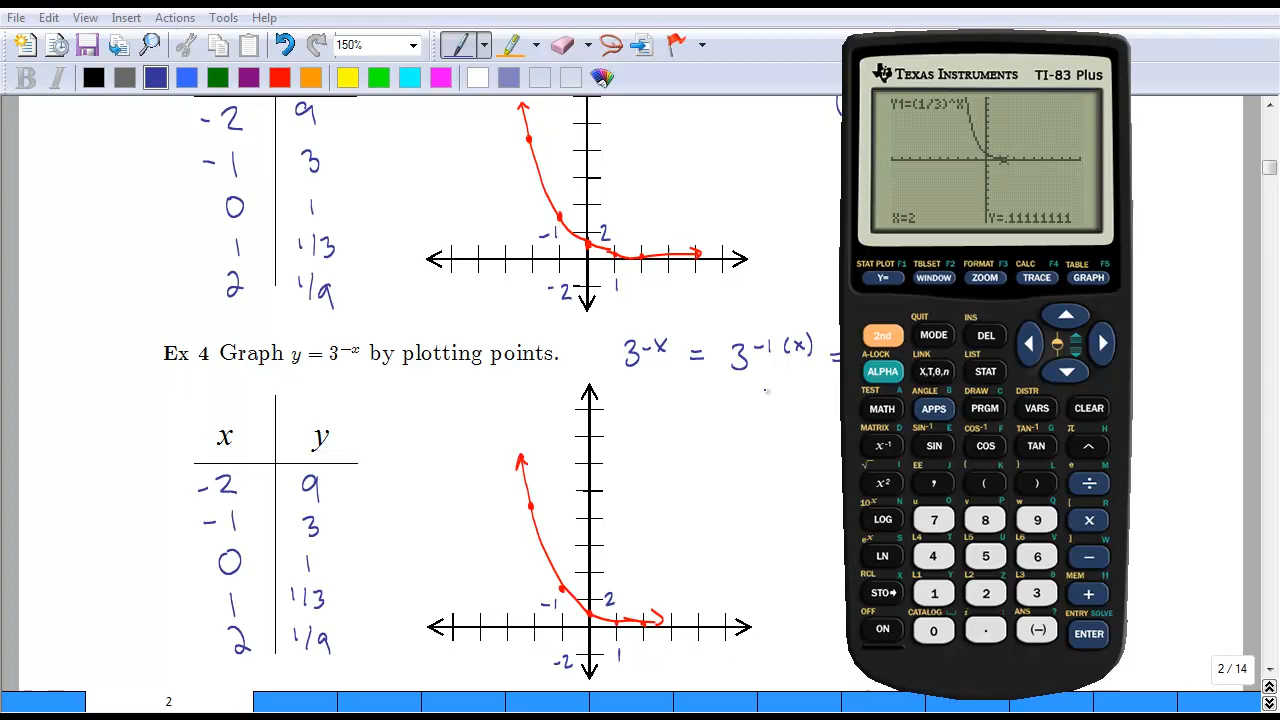 File Edit View Insert Actions Tools Help
150%
B I
-2 9
-1 3
0 1
1 1/3
2 1/9
-1 2
-2 1
Ex 4 Graph y = 3^{-x} by plotting points.
3^{-x} = 3^{-1(x)} =
x y
-2 9
-1 3
0 1
1 1/3
2 1/9
-1 2
-2 1
TEXAS INSTRUMENTS TI-83 Plus
Y1=(1/3)^X
X=2 Y=.11111111
STAT PLOT F1 TBLSET F2 FORMAT F3 CALC F4 TABLE F5
Y= WINDOW ZOOM TRACE GRAPH
QUIT INS
2nd MODE DEL
A-LOCK LINK LIST
ALPHA X,T,θ,n STAT
TEST A ANGLE B DRAW C DISTR
MATH APPS PRGM VARS CLEAR
MATRIX D SIN⁻¹ E COS⁻¹ F TAN⁻¹ G π H
x⁻¹ SIN COS TAN ^
√ I EE J { K } L e M
x² , ( ) ÷
10ˣ N u O v P w Q [ R
LOG 7 8 9 ×
eˣ S L4 T L5 U L6 V ] W
LN 4 5 6 −
RCL X L1 Y L2 Z L3 θ MEM "
STO➔ 1 2 3 +
OFF CATALOG ⎵ i : ANS ? ENTRY SOLVE
ON 0 . (−) ENTER
2 / 14
2